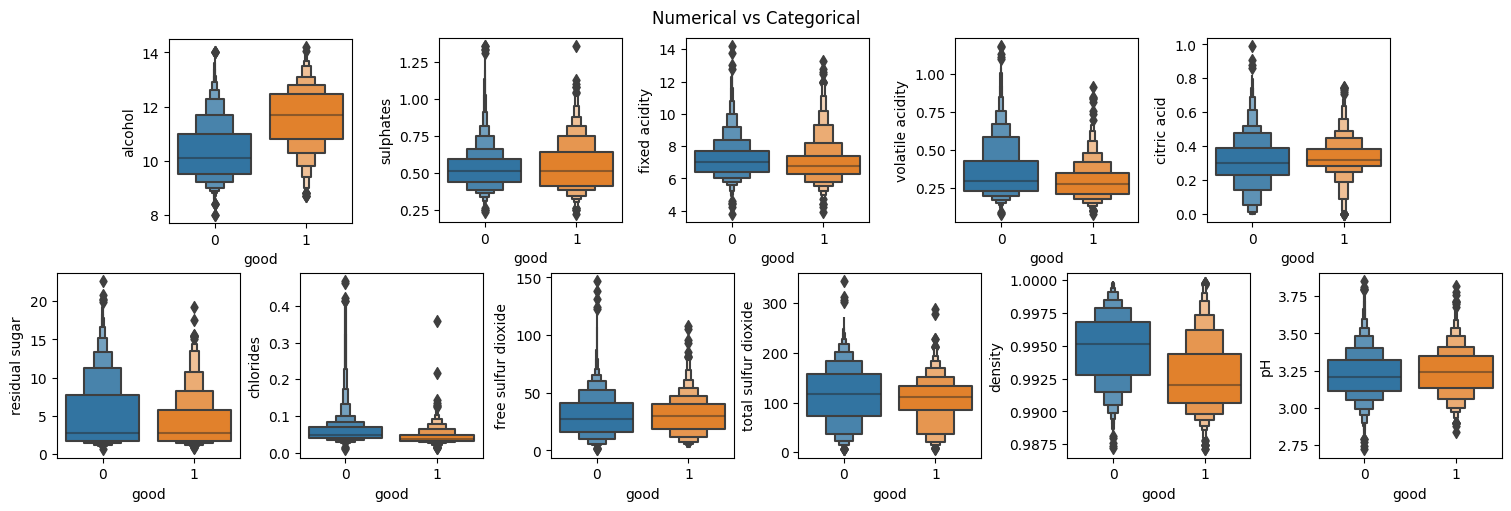 Numerical vs Categorical
alcohol
14
12
10
8
0 1
good
sulphates
1.25
1.00
0.75
0.50
0.25
0 1
good
fixed acidity
14
12
10
8
6
4
0 1
good
volatile acidity
1.00
0.75
0.50
0.25
0 1
good
citric acid
1.0
0.8
0.6
0.4
0.2
0.0
0 1
good
residual sugar
20
15
10
5
0
0 1
good
chlorides
0.4
0.3
0.2
0.1
0.0
0 1
good
free sulfur dioxide
150
100
50
0
0 1
good
total sulfur dioxide
300
200
100
0
0 1
good
density
1.0000
0.9975
0.9950
0.9925
0.9900
0.9875
0 1
good
pH
3.75
3.50
3.25
3.00
2.75
0 1
good